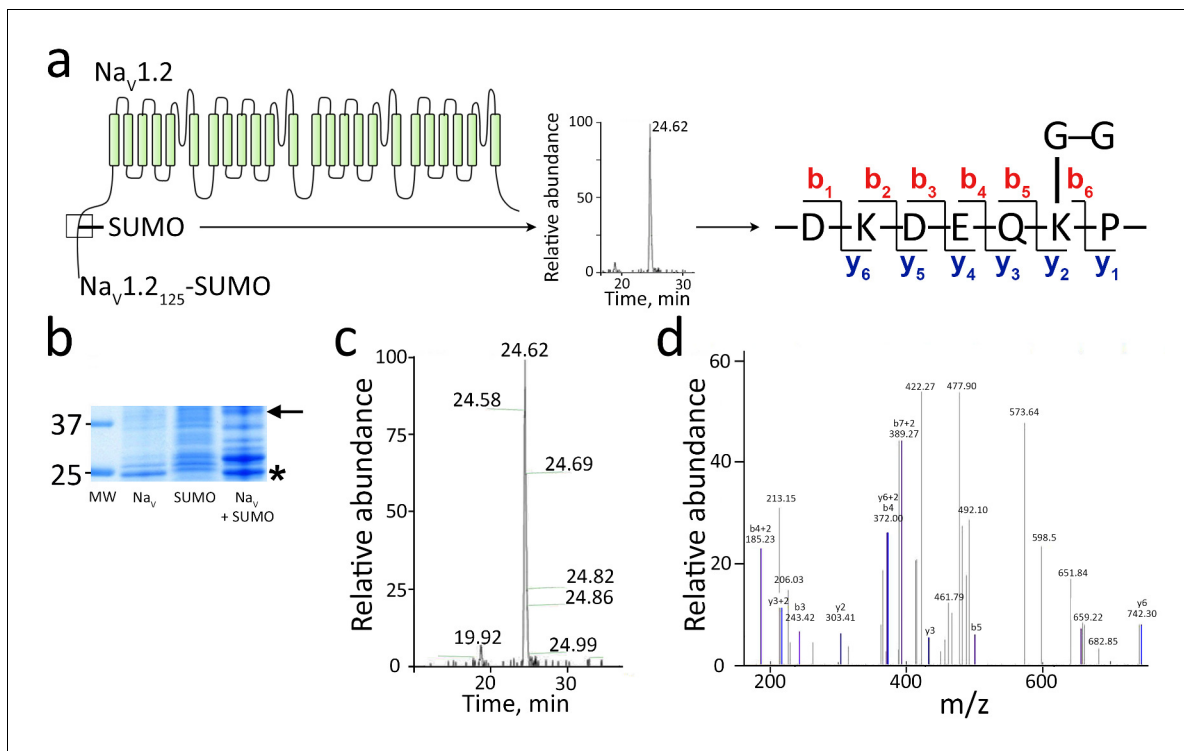 a
Na_V1.2
SUMO
Na_V1.2_125-SUMO
Relative abundance
100
50
0
24.62
20 30
Time, min
G–G
b1 b2 b3 b4 b5 b6
D K D E Q K P
y6 y5 y4 y3 y2 y1
b
37
25
*
MW Na_V SUMO Na_V + SUMO
c
Relative abundance
100
75
50
25
0
24.62
24.58
24.69
24.82
24.86
19.92
24.99
20 30
Time, min
d
Relative abundance
60
40
20
0
422.27
477.90
573.64
b7+2
389.27
213.15
y6+2
b4
372.00
492.10
b4+2
185.23
598.5
206.03
651.84
461.79
y3+2
b3
243.42
y2
303.41
y3
b5
659.22
682.85
y6
742.30
200 400 600
m/z